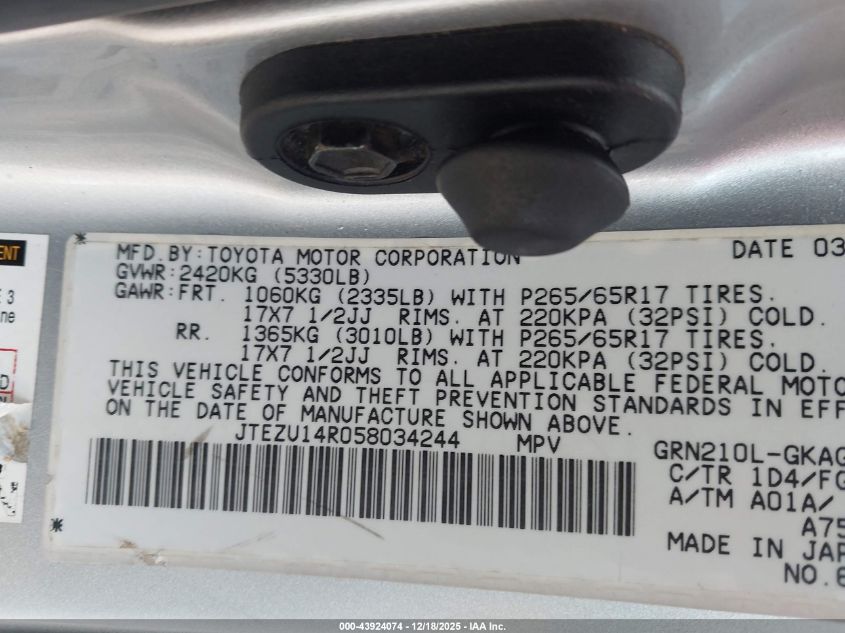 MFD.BY:TOYOTA MOTOR CORPORATION DATE 03
GVWR:2420KG (5330LB)
GAWR:FRT. 1060KG (2335LB) WITH P265/65R17 TIRES.
17X7 1/2JJ RIMS. AT 220KPA (32PSI) COLD.
RR. 1365KG (3010LB) WITH P265/65R17 TIRES.
17X7 1/2JJ RIMS. AT 220KPA (32PSI) COLD.
THIS VEHICLE CONFORMS TO ALL APPLICABLE FEDERAL MOTO
VEHICLE SAFETY AND THEFT PREVENTION STANDARDS IN EFF
ON THE DATE OF MANUFACTURE SHOWN ABOVE.
JTEZU14R058034244 MPV
GRN210L-GKAG
C/TR 1D4/FG
A/TM A01A/
A75
MADE IN JAP
NO.6
ENT
E 3
ne
000-43924074 - 12/18/2025 - IAA Inc.